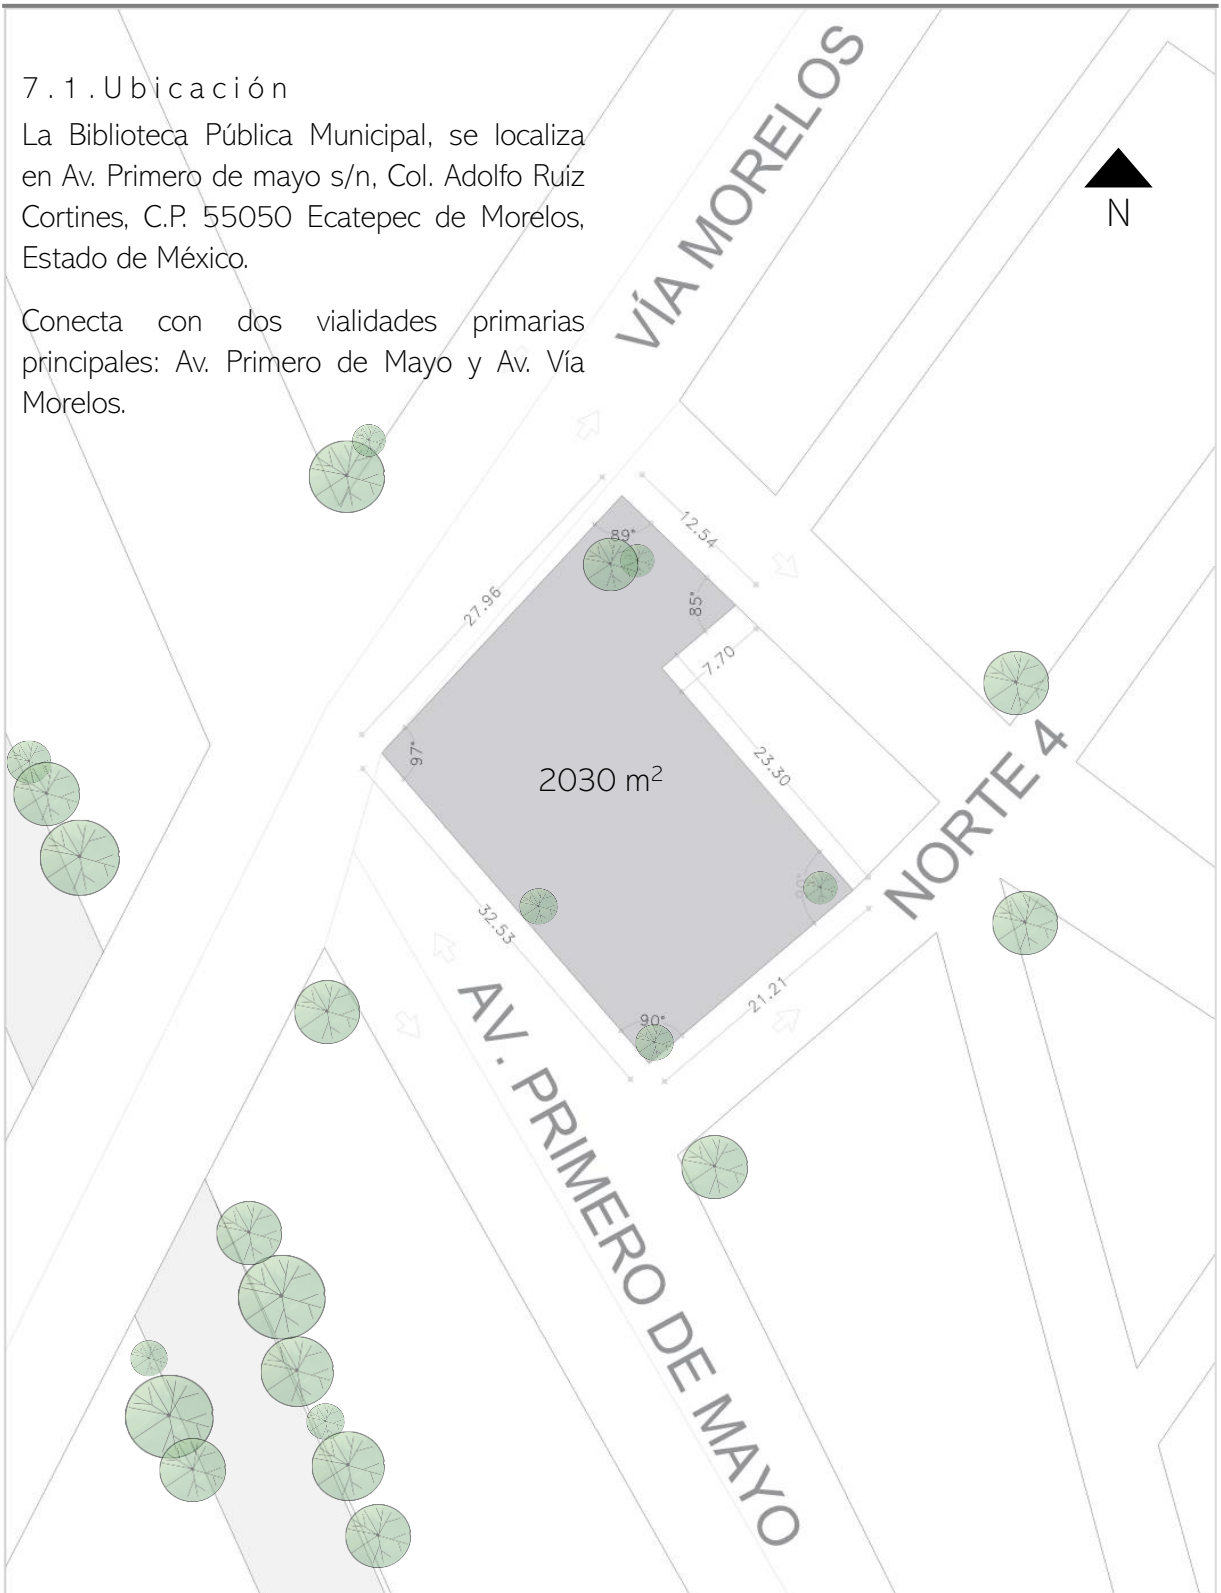 7.1.Ubicación
La Biblioteca Pública Municipal, se localiza
en Av. Primero de mayo s/n, Col. Adolfo Ruiz
Cortines, C.P. 55050 Ecatepec de Morelos,
Estado de México.
Conecta con dos vialidades primarias
principales: Av. Primero de Mayo y Av. Vía
Morelos.
VÍA MORELOS
N
89°
12.54
27.96
85°
7.70
97°
23.30
2030 m²
NORTE 4
32.53
21.21
90°
AV. PRIMERO DE MAYO